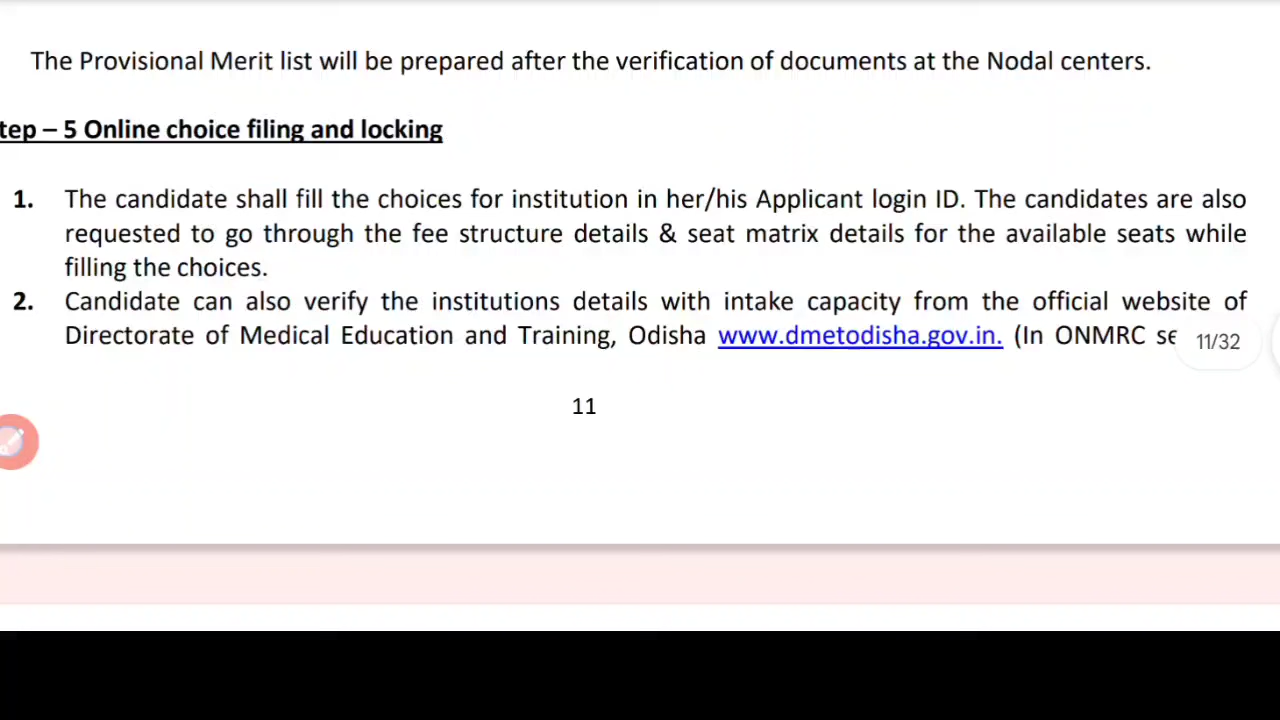 The Provisional Merit list will be prepared after the verification of documents at the Nodal centers.
tep – 5 Online choice filing and locking
1. The candidate shall fill the choices for institution in her/his Applicant login ID. The candidates are also
requested to go through the fee structure details & seat matrix details for the available seats while
filling the choices.
2. Candidate can also verify the institutions details with intake capacity from the official website of
Directorate of Medical Education and Training, Odisha www.dmetodisha.gov.in. (In ONMRC se
11/32
11